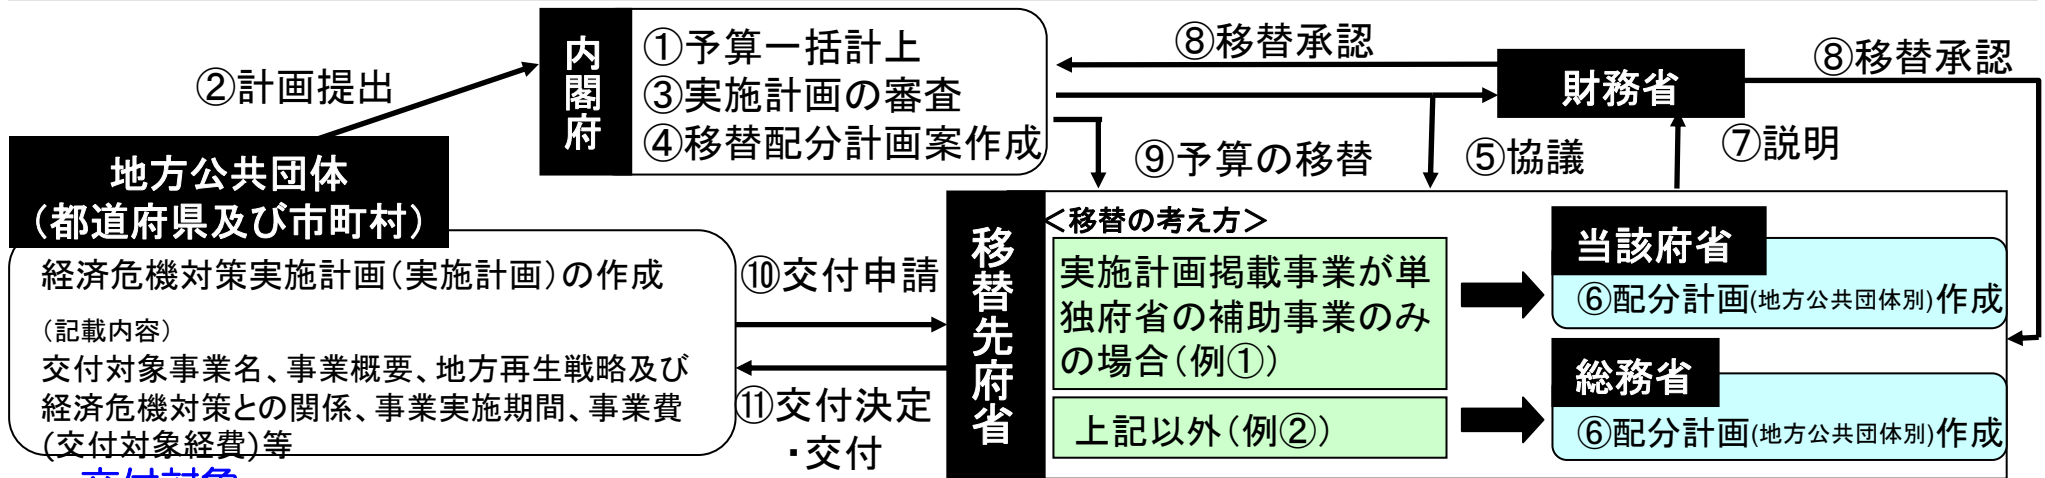 内閣府
①予算一括計上
③実施計画の審査
④移替配分計画案作成
②計画提出
⑧移替承認
財務省
⑧移替承認
⑨予算の移替
⑤協議
⑦説明
地方公共団体
（都道府県及び市町村）
経済危機対策実施計画（実施計画）の作成
（記載内容）
交付対象事業名、事業概要、地方再生戦略及び
経済危機対策との関係、事業実施期間、事業費
(交付対象経費)等
交付対象
⑩交付申請
⑪交付決定
・交付
移替先府省
＜移替の考え方＞
実施計画掲載事業が単
独府省の補助事業のみ
の場合（例①）
上記以外（例②）
当該府省
⑥配分計画(地方公共団体別)作成
総務省
⑥配分計画(地方公共団体別)作成